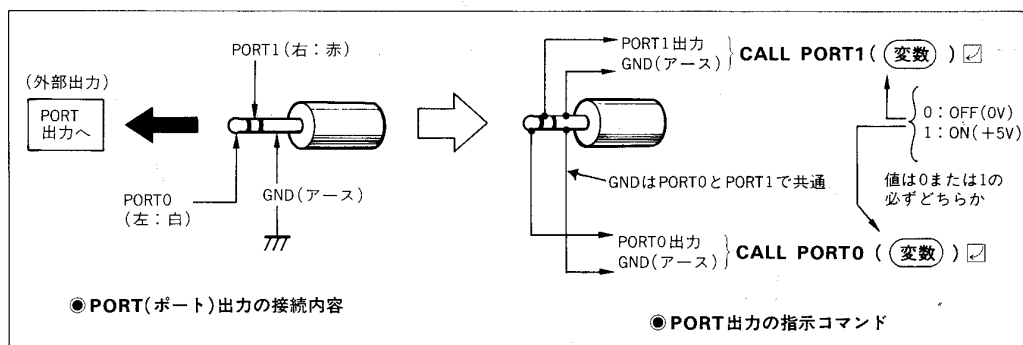 PORT1(右：赤)
(外部出力)
PORT
出力へ
PORT0
(左：白)
GND(アース)
●PORT(ポート)出力の接続内容
PORT1出力
GND(アース)
CALL PORT1(変数)
0：OFF(0V)
1：ON(＋5V)
値は0または1の
必ずどちらか
GNDはPORT0とPORT1で共通
PORT0出力
GND(アース)
CALL PORT0(変数)
●PORT出力の指示コマンド